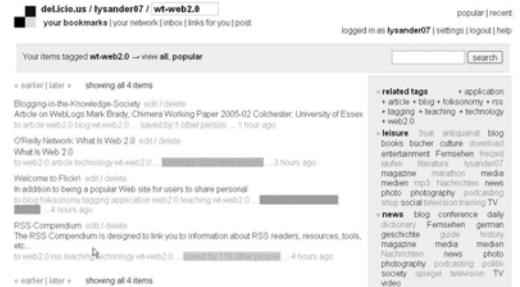 del.icio.us / lysander07 / wt-web2.0
popular | recent
your bookmarks | your network | inbox | links for you | post
logged in as lysander07 | settings | logout | help
Your items tagged wt-web2.0 → view all, popular
search
« earlier | later » showing all 4 items
Blogging-in-the-Knowledge-Society edit / delete
Article on WebLogs Mark Brady, Chimera Working Paper 2005-02 Colchester: University of Essex
to article web2.0 blog wt-web2.0 ... saved by 1 other person ... 1 hour ago
O'Reilly Network: What Is Web 2.0 edit / delete
What Is Web 2.0
to web2.0 article technology wt-web2.0 ... 3 hours ago
Welcome to Flickr! edit / delete
In addition to being a popular Web site for users to share personal
to blog folksonomy tagging application web2.0 teaching wt-web2.0 ...
... 4 hours ago
RSS Compendium edit / delete
The RSS Compendium is designed to link you to information about RSS readers, resources, tools,
etc...
to web2.0 rss teaching technology wt-web2.0 ... saved by 119 other people ... 4 hours ago
« earlier | later » showing all 4 items
related tags + application
+ article + blog + folksonomy + rss
+ tagging + teaching + technology
+ web2.0
leisure 3sat antiquariat blog
books bücher culture download
entertainment Fernsehen freizeit
laufen literature lysander07
magazine marathon media
medien mp3 Nachrichten news
photo photography podcasting
shop social television training TV
news blog conference daily
dictionary Fernsehen german
geschichte guide history
magazine media medien
Nachrichten news photo
photography podcasting politik
society spiegel television TV
video